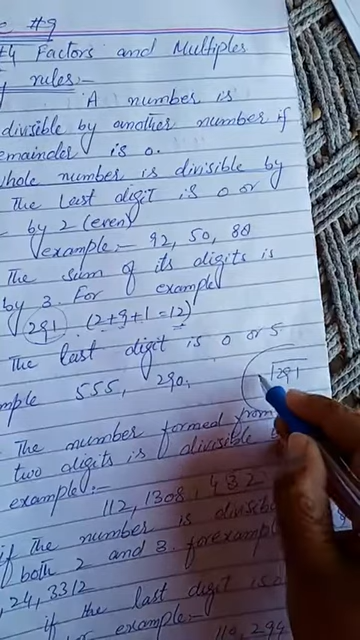 #9
#4 Factors and Multiples
rules:-
A number is
divisible by another number if
remainder is 0.
whole number is divisible by
The last digit is 0 or
by 2 (even)
example:- 92, 50, 88
The sum of its digits is
by 3. For example
291 (2+9+1=12)
The last digit is 0 or 5
555, 290.
291
The number formed from
two digits is divisible
example:-
112, 1308, 432
if The number is
both 2 and 3. for example
, 24, 3312
if the last digit is 0
example:-
110, 294